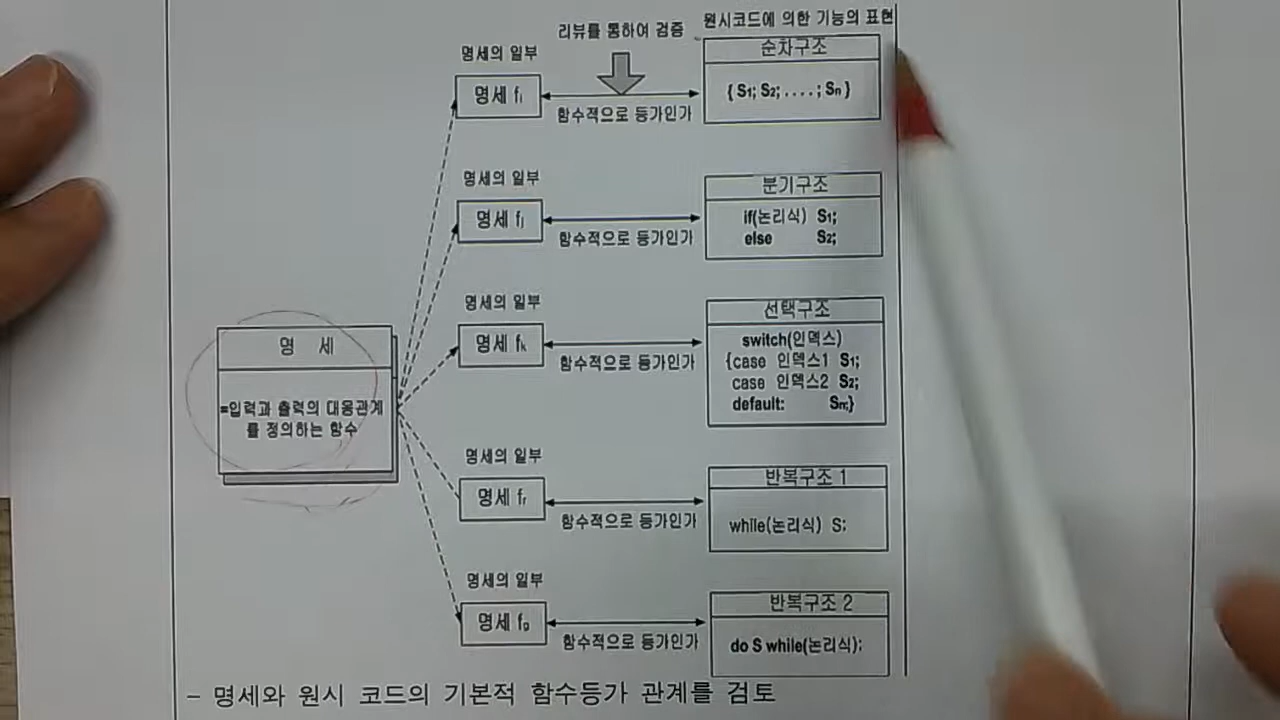 원시코드에 의한 기능의 표현
리뷰를 통하여 검증
명세의 일부
명세 fi
함수적으로 등가인가
순차구조
{ S1; S2; . . . . ; Sn }
명세의 일부
명세 fj
함수적으로 등가인가
분기구조
if(논리식) S1;
else S2;
명세의 일부
명세 fk
함수적으로 등가인가
선택구조
switch(인덱스)
{case 인덱스1 S1;
case 인덱스2 S2;
default: Sm;}
명 세
=입력과 출력의 대응관계
를 정의하는 함수
명세의 일부
명세 fr
함수적으로 등가인가
반복구조 1
while(논리식) S:
명세의 일부
명세 fg
함수적으로 등가인가
반복구조 2
do S while(논리식):
- 명세와 원시 코드의 기본적 함수등가 관계를 검토